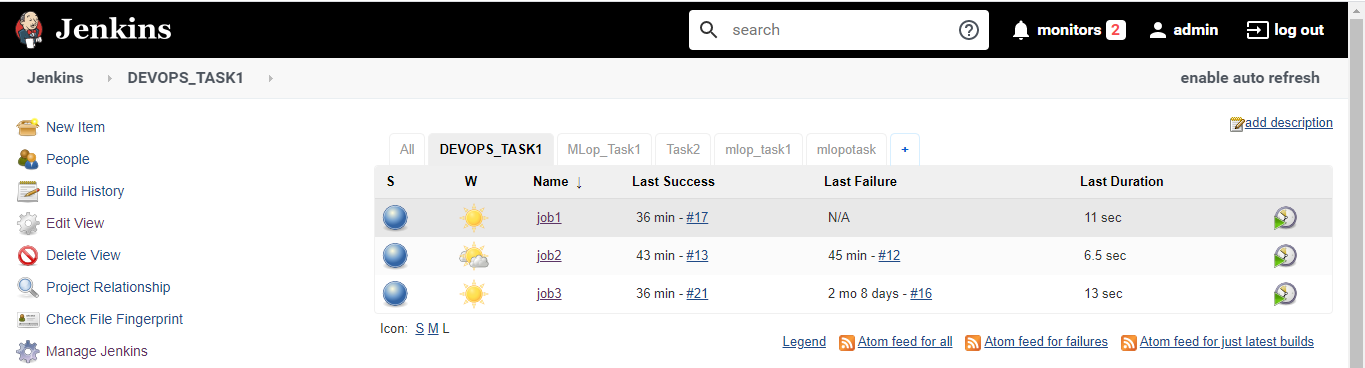 Jenkins search monitors 2 admin log out
Jenkins DEVOPS_TASK1 enable auto refresh
New Item
People
Build History
Edit View
Delete View
Project Relationship
Check File Fingerprint
Manage Jenkins
add description
All DEVOPS_TASK1 MLop_Task1 Task2 mlop_task1 mlopotask +
S W Name ↓ Last Success Last Failure Last Duration
job1 36 min - #17 N/A 11 sec
job2 43 min - #13 45 min - #12 6.5 sec
job3 36 min - #21 2 mo 8 days - #16 13 sec
Icon: S M L
Legend Atom feed for all Atom feed for failures Atom feed for just latest builds